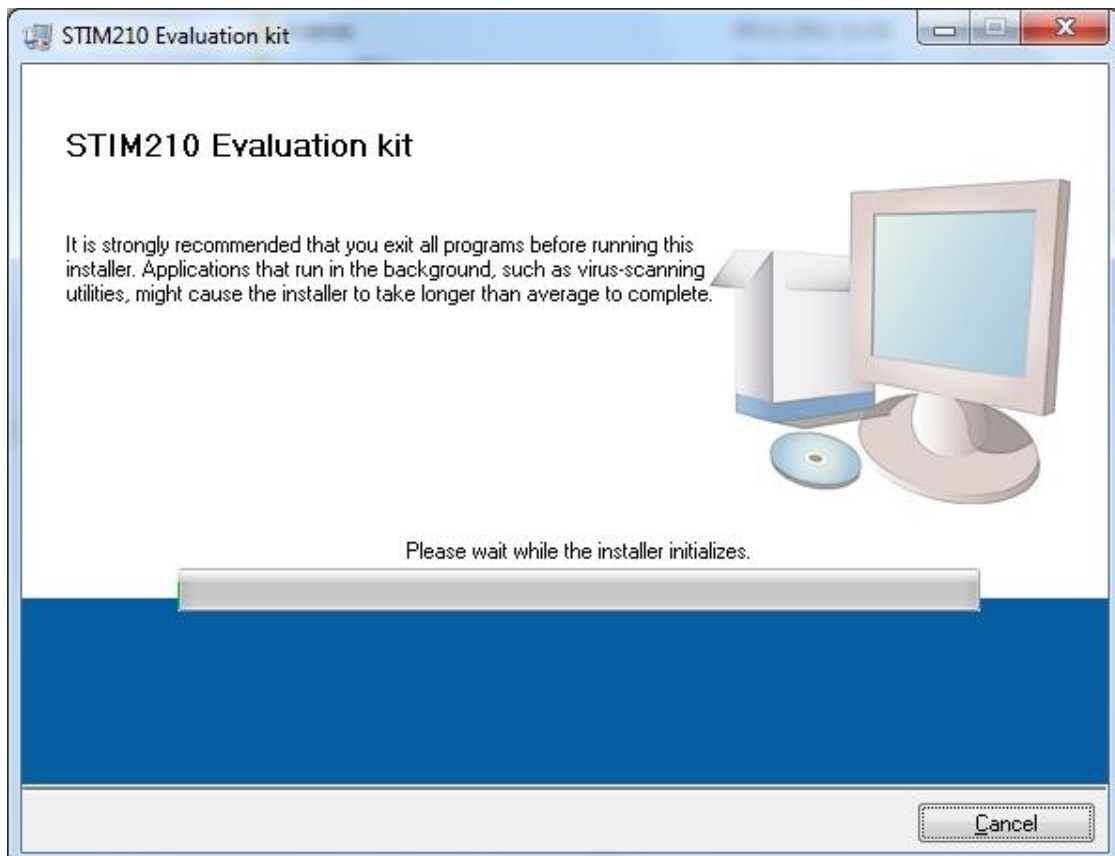 STIM210 Evaluation kit
STIM210 Evaluation kit
It is strongly recommended that you exit all programs before running this
installer. Applications that run in the background, such as virus-scanning
utilities, might cause the installer to take longer than average to complete.
Please wait while the installer initializes.
Cancel